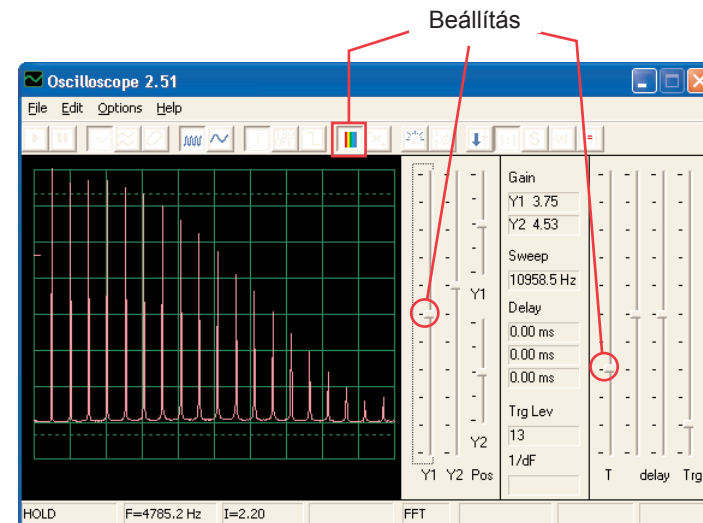 Beállítás
Oscilloscope 2.51
File Edit Options Help
Gain
Y1 3.75
Y2 4.53
Sweep
10958.5 Hz
Y1
Delay
0.00 ms
0.00 ms
0.00 ms
Trg Lev
13
Y2
1/dF
Y1 Y2 Pos
T delay Trg
HOLD F=4785.2 Hz I=2.20 FFT